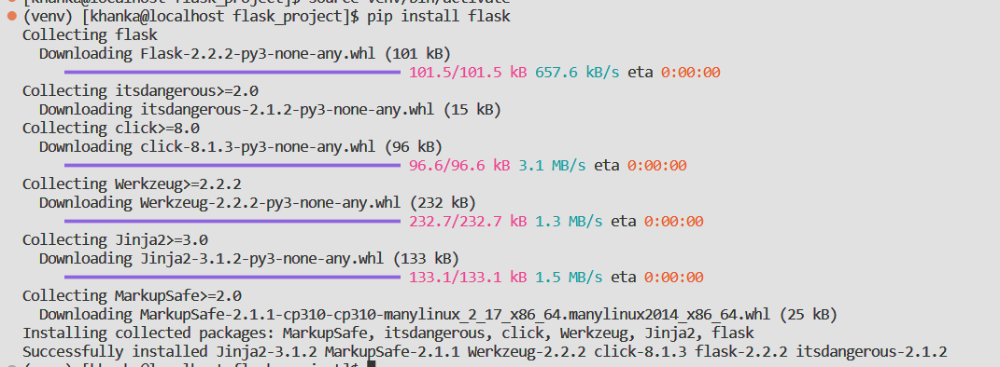 (venv) [khanka@localhost flask_project]$ source venv/bin/activate
(venv) [khanka@localhost flask_project]$ pip install flask
Collecting flask
Downloading Flask-2.2.2-py3-none-any.whl (101 kB)
101.5/101.5 kB 657.6 kB/s eta 0:00:00
Collecting itsdangerous>=2.0
Downloading itsdangerous-2.1.2-py3-none-any.whl (15 kB)
Collecting click>=8.0
Downloading click-8.1.3-py3-none-any.whl (96 kB)
96.6/96.6 kB 3.1 MB/s eta 0:00:00
Collecting Werkzeug>=2.2.2
Downloading Werkzeug-2.2.2-py3-none-any.whl (232 kB)
232.7/232.7 kB 1.3 MB/s eta 0:00:00
Collecting Jinja2>=3.0
Downloading Jinja2-3.1.2-py3-none-any.whl (133 kB)
133.1/133.1 kB 1.5 MB/s eta 0:00:00
Collecting MarkupSafe>=2.0
Downloading MarkupSafe-2.1.1-cp310-cp310-manylinux_2_17_x86_64.manylinux2014_x86_64.whl (25 kB)
Installing collected packages: MarkupSafe, itsdangerous, click, Werkzeug, Jinja2, flask
Successfully installed Jinja2-3.1.2 MarkupSafe-2.1.1 Werkzeug-2.2.2 click-8.1.3 flask-2.2.2 itsdangerous-2.1.2
(venv) [khanka@localhost flask_project]$